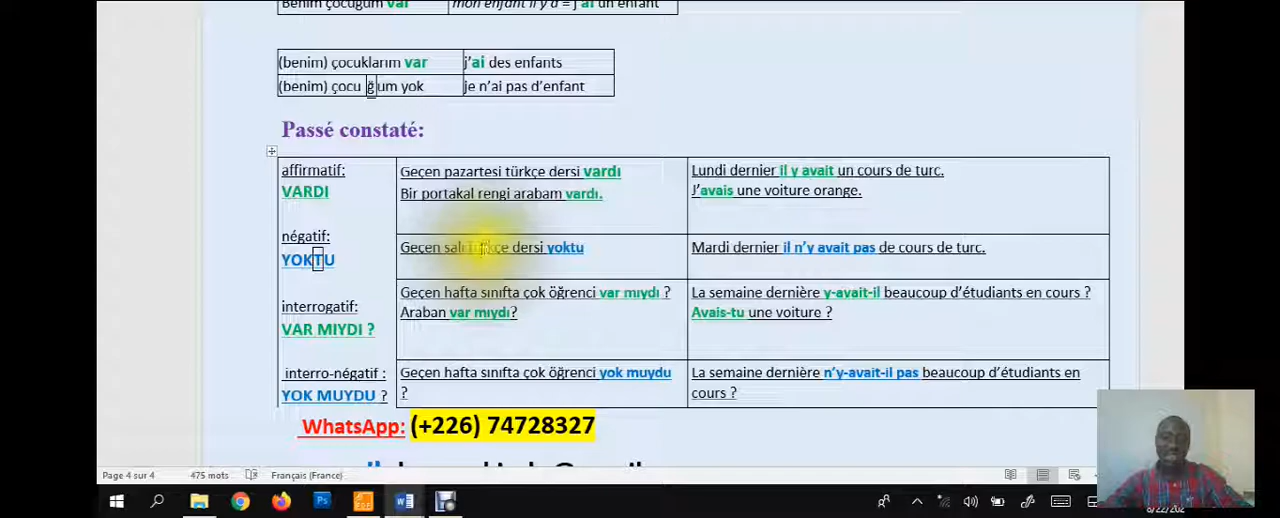 Benim çocuğum var
mon enfant il y a = j'ai un enfant
(benim) çocuklarım var
j'ai des enfants
(benim) çocu ğum yok
je n'ai pas d'enfant
Passé constaté:
affirmatif:
VARDI
Geçen pazartesi türkçe dersi vardı
Bir portakal rengi arabam vardı.
Lundi dernier il y avait un cours de turc.
J'avais une voiture orange.
négatif:
YOKTU
Geçen salı türkçe dersi yoktu
Mardi dernier il n'y avait pas de cours de turc.
interrogatif:
VAR MIYDI ?
Geçen hafta sınıfta çok öğrenci var mıydı ?
Araban var mıydı?
La semaine dernière y-avait-il beaucoup d'étudiants en cours ?
Avais-tu une voiture ?
interro-négatif :
YOK MUYDU ?
Geçen hafta sınıfta çok öğrenci yok muydu
?
La semaine dernière n'y-avait-il pas beaucoup d'étudiants en
cours ?
WhatsApp: (+226) 74728327
Page 4 sur 4
475 mots
Français (France)